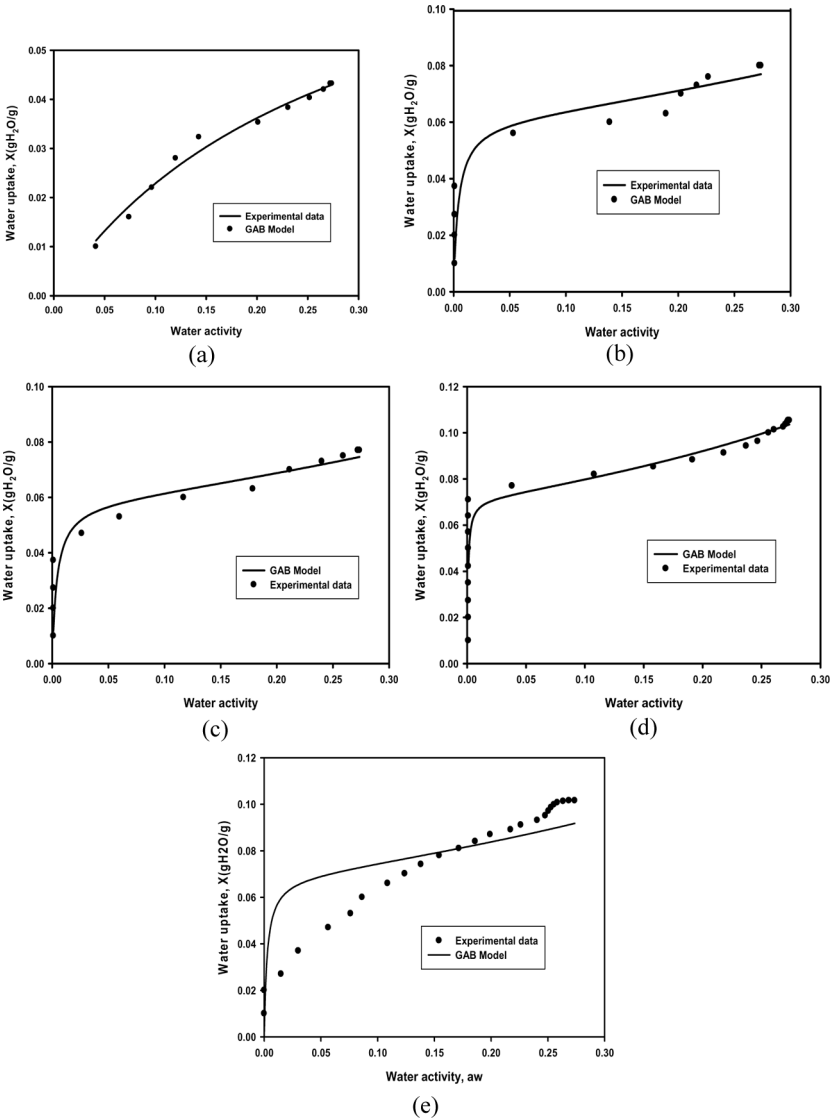 0.05
0.04
0.03
0.02
0.01
0.00
Water uptake, X(gH₂O/g)
Experimental data
GAB Model
0.00 0.05 0.10 0.15 0.20 0.25 0.30
Water activity
(a)
0.10
0.08
0.06
0.04
0.02
0.00
Water uptake, X(gH₂O/g)
Experimental data
GAB Model
0.00 0.05 0.10 0.15 0.20 0.25 0.30
Water activity
(b)
0.10
0.08
0.06
0.04
0.02
0.00
Water uptake, X(gH₂O/g)
GAB Model
Experimental data
0.00 0.05 0.10 0.15 0.20 0.25 0.30
Water activity
(c)
0.12
0.10
0.08
0.06
0.04
0.02
0.00
Water uptake, X(gH₂O/g)
GAB Model
Experimental data
0.00 0.05 0.10 0.15 0.20 0.25 0.30
Water activity
(d)
0.12
0.10
0.08
0.06
0.04
0.02
0.00
Water uptake, X(gH2O/g)
Experimental data
GAB Model
0.00 0.05 0.10 0.15 0.20 0.25 0.30
Water activity, aw
(e)